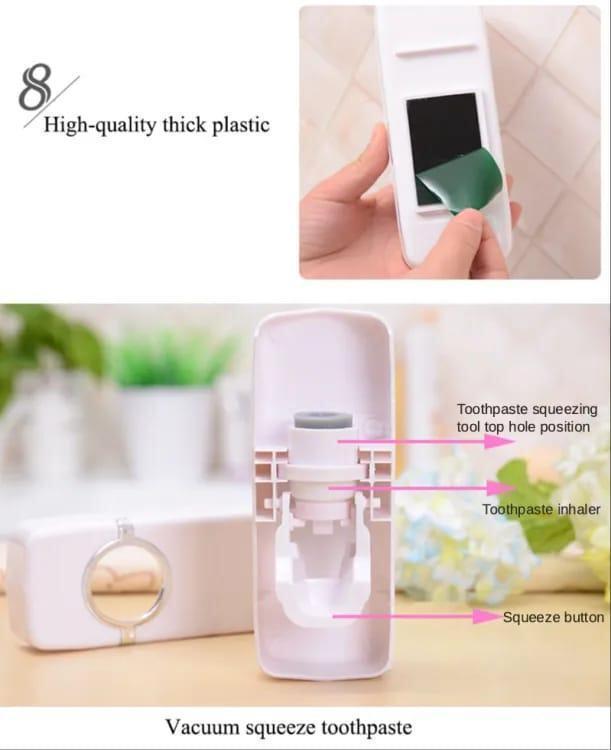 8
High-quality thick plastic
Toothpaste squeezing
tool top hole position
Toothpaste inhaler
Squeeze button
Vacuum squeeze toothpaste